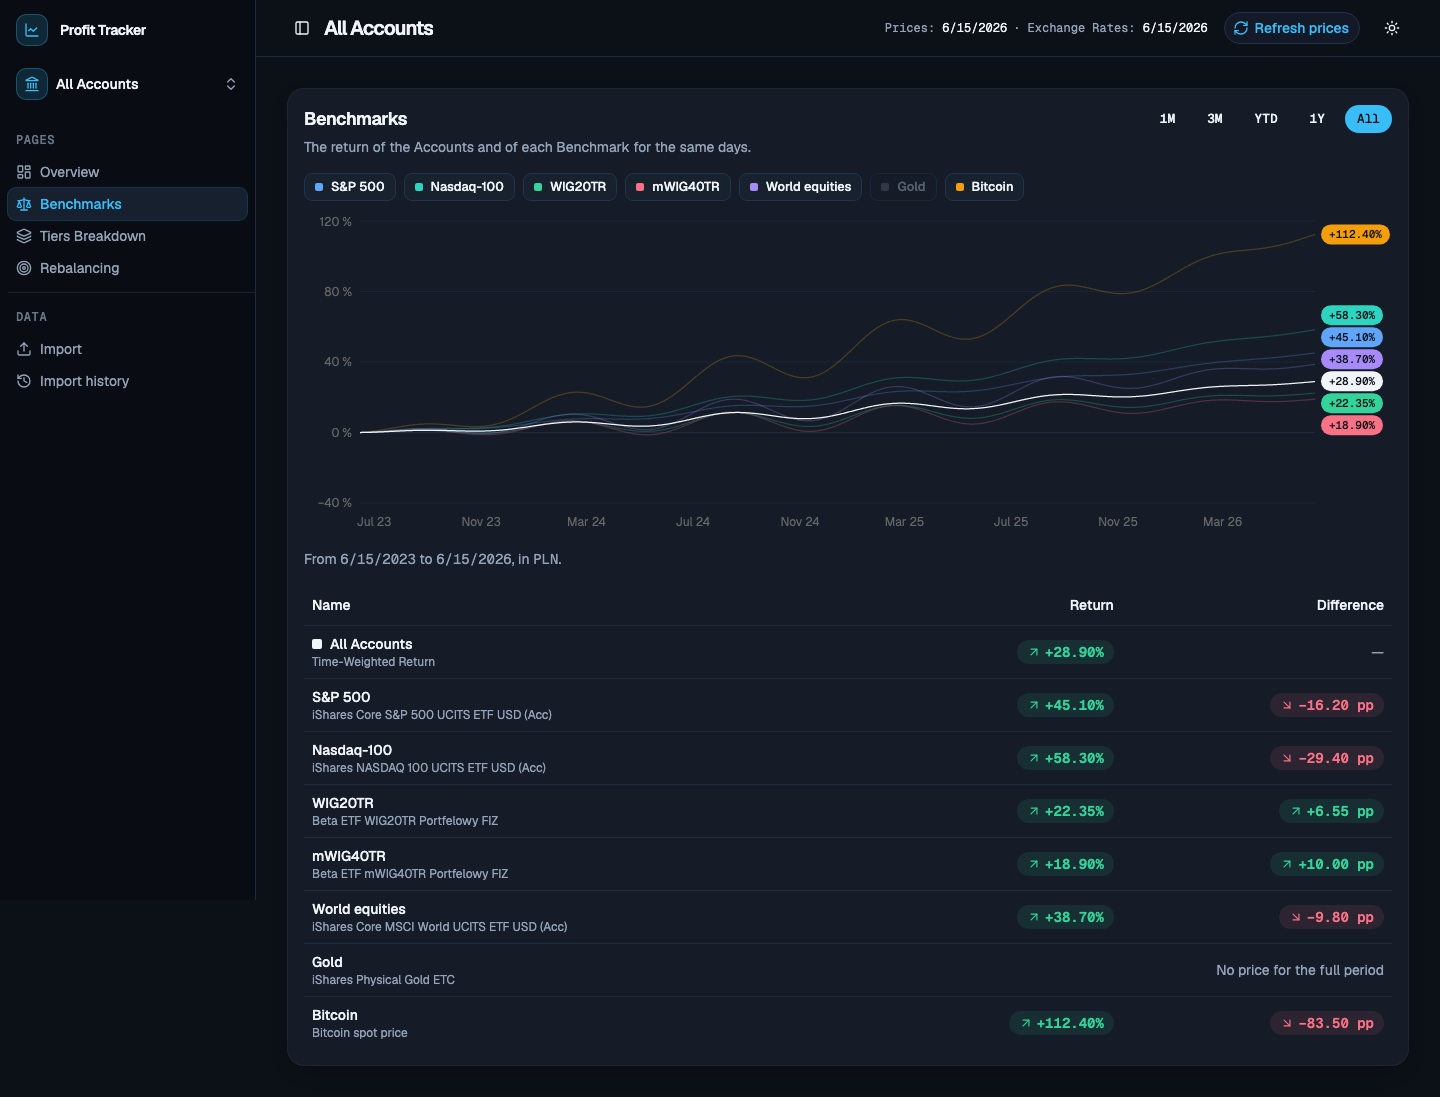 Profit Tracker
All Accounts
Prices: 6/15/2026 · Exchange Rates: 6/15/2026
Refresh prices
All Accounts
PAGES
Overview
Benchmarks
Tiers Breakdown
Rebalancing
DATA
Import
Import history
Benchmarks
1M 3M YTD 1Y All
The return of the Accounts and of each Benchmark for the same days.
S&P 500 Nasdaq-100 WIG20TR mWIG40TR World equities Gold Bitcoin
120 %
80 %
40 %
0 %
−40 %
+112.40%
+58.30%
+45.10%
+38.70%
+28.90%
+22.35%
+18.90%
Jul 23 Nov 23 Mar 24 Jul 24 Nov 24 Mar 25 Jul 25 Nov 25 Mar 26
From 6/15/2023 to 6/15/2026, in PLN.
Name Return Difference
All Accounts
Time-Weighted Return
+28.90% —
S&P 500
iShares Core S&P 500 UCITS ETF USD (Acc)
+45.10% −16.20 pp
Nasdaq-100
iShares NASDAQ 100 UCITS ETF USD (Acc)
+58.30% −29.40 pp
WIG20TR
Beta ETF WIG20TR Portfelowy FIZ
+22.35% +6.55 pp
mWIG40TR
Beta ETF mWIG40TR Portfelowy FIZ
+18.90% +10.00 pp
World equities
iShares Core MSCI World UCITS ETF USD (Acc)
+38.70% −9.80 pp
Gold
iShares Physical Gold ETC
No price for the full period
Bitcoin
Bitcoin spot price
+112.40% −83.50 pp